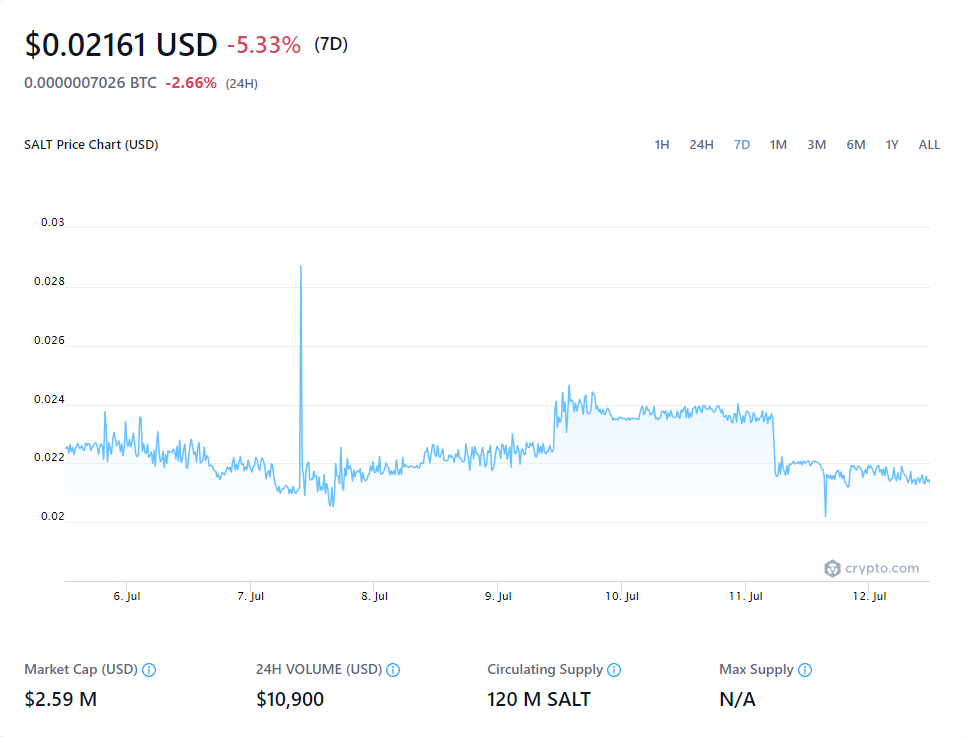 $0.02161 USD -5.33% (7D)
0.0000007026 BTC -2.66% (24H)
SALT Price Chart (USD) 1H 24H 7D 1M 3M 6M 1Y ALL
0.03
0.028
0.026
0.024
0.022
0.02
crypto.com
6. Jul 7. Jul 8. Jul 9. Jul 10. Jul 11. Jul 12. Jul
Market Cap (USD) 24H VOLUME (USD) Circulating Supply Max Supply
$2.59 M $10,900 120 M SALT N/A